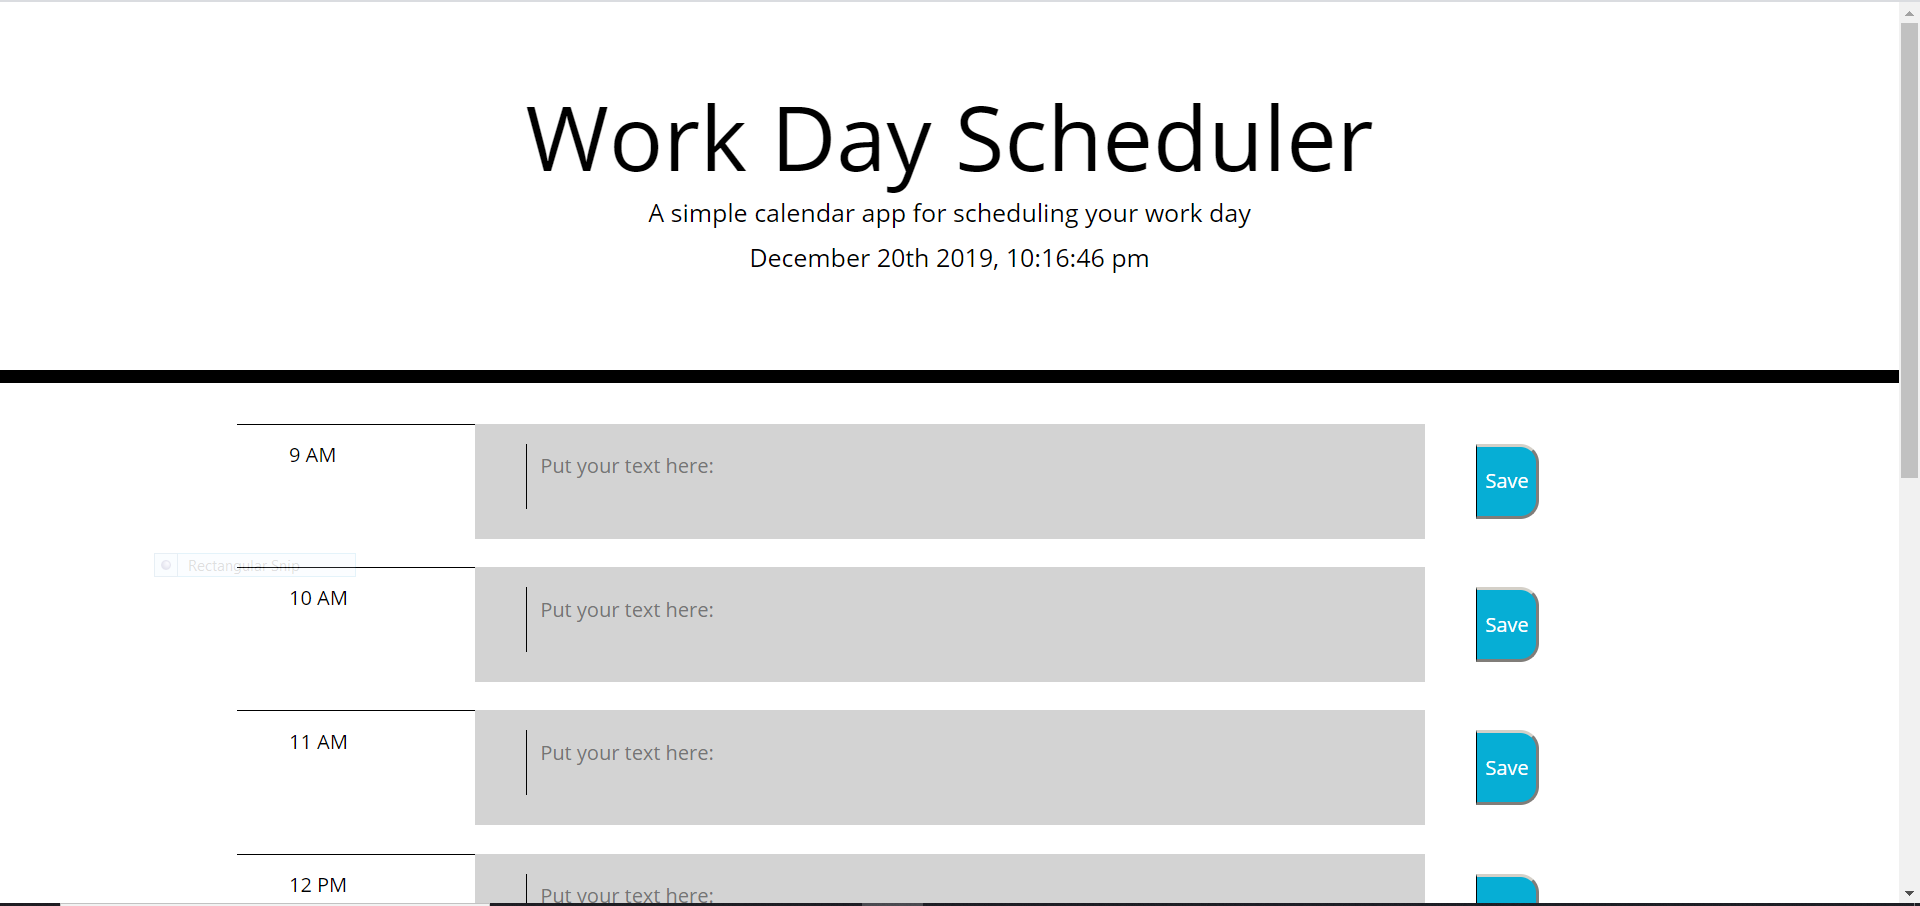 Work Day Scheduler
A simple calendar app for scheduling your work day
December 20th 2019, 10:16:46 pm
9 AM
Put your text here:
Save
Rectangular Snip
10 AM
Put your text here:
Save
11 AM
Put your text here:
Save
12 PM
Put your text here: